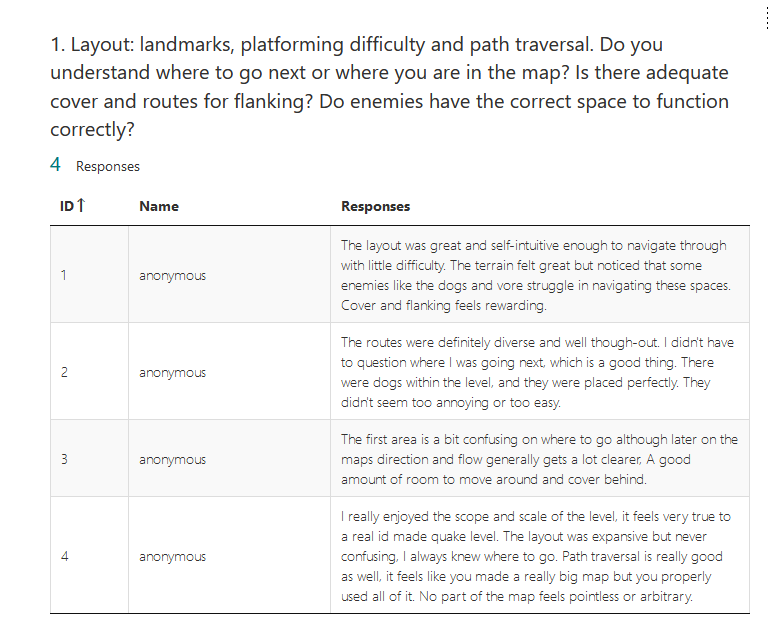 1. Layout: landmarks, platforming difficulty and path traversal. Do you
understand where to go next or where you are in the map? Is there adequate
cover and routes for flanking? Do enemies have the correct space to function
correctly?
4 Responses
ID↑ Name Responses
1 anonymous
The layout was great and self-intuitive enough to navigate through
with little difficulty. The terrain felt great but noticed that some
enemies like the dogs and vore struggle in navigating these spaces.
Cover and flanking feels rewarding.
2 anonymous
The routes were definitely diverse and well though-out. I didn't have
to question where I was going next, which is a good thing. There
were dogs within the level, and they were placed perfectly. They
didn't seem too annoying or too easy.
3 anonymous
The first area is a bit confusing on where to go although later on the
maps direction and flow generally gets a lot clearer, A good
amount of room to move around and cover behind.
4 anonymous
I really enjoyed the scope and scale of the level, it feels very true to
a real id made quake level. The layout was expansive but never
confusing, I always knew where to go. Path traversal is really good
as well, it feels like you made a really big map but you properly
used all of it. No part of the map feels pointless or arbitrary.